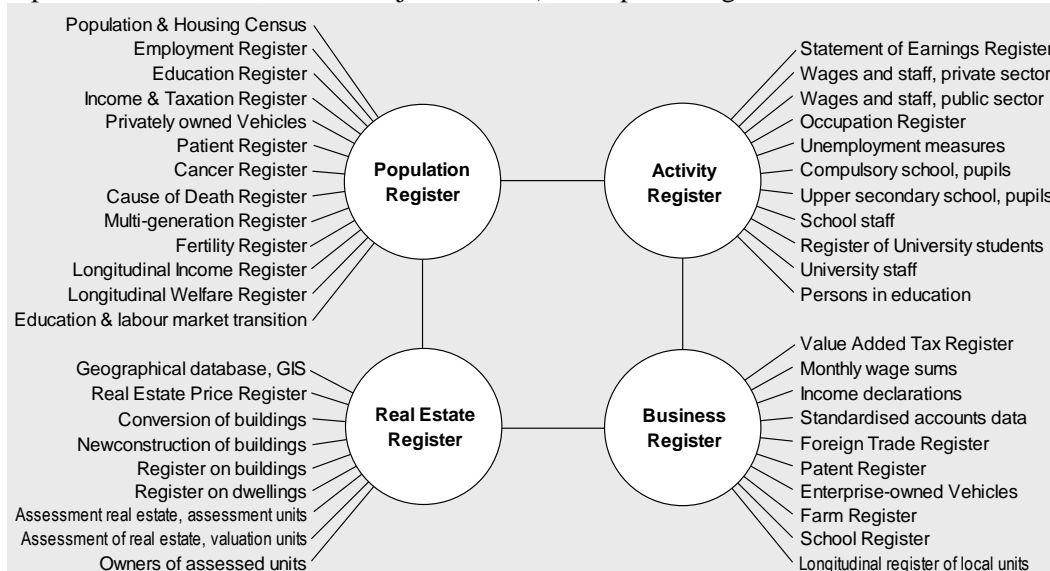 Population & Housing Census
Employment Register
Education Register
Income & Taxation Register
Privately owned Vehicles
Patient Register
Cancer Register
Cause of Death Register
Multi-generation Register
Fertility Register
Longitudinal Income Register
Longitudinal Welfare Register
Education & labour market transition
Population
Register
Activity
Register
Statement of Earnings Register
Wages and staff, private sector
Wages and staff, public sector
Occupation Register
Unemployment measures
Compulsory school, pupils
Upper secondary school, pupils
School staff
Register of University students
University staff
Persons in education
Geographical database, GIS
Real Estate Price Register
Conversion of buildings
Newconstruction of buildings
Register on buildings
Register on dwellings
Assessment real estate, assessment units
Assessment of real estate, valuation units
Owners of assessed units
Real Estate
Register
Business
Register
Value Added Tax Register
Monthly wage sums
Income declarations
Standardised accounts data
Foreign Trade Register
Patent Register
Enterprise-owned Vehicles
Farm Register
School Register
Longitudinal register of local units